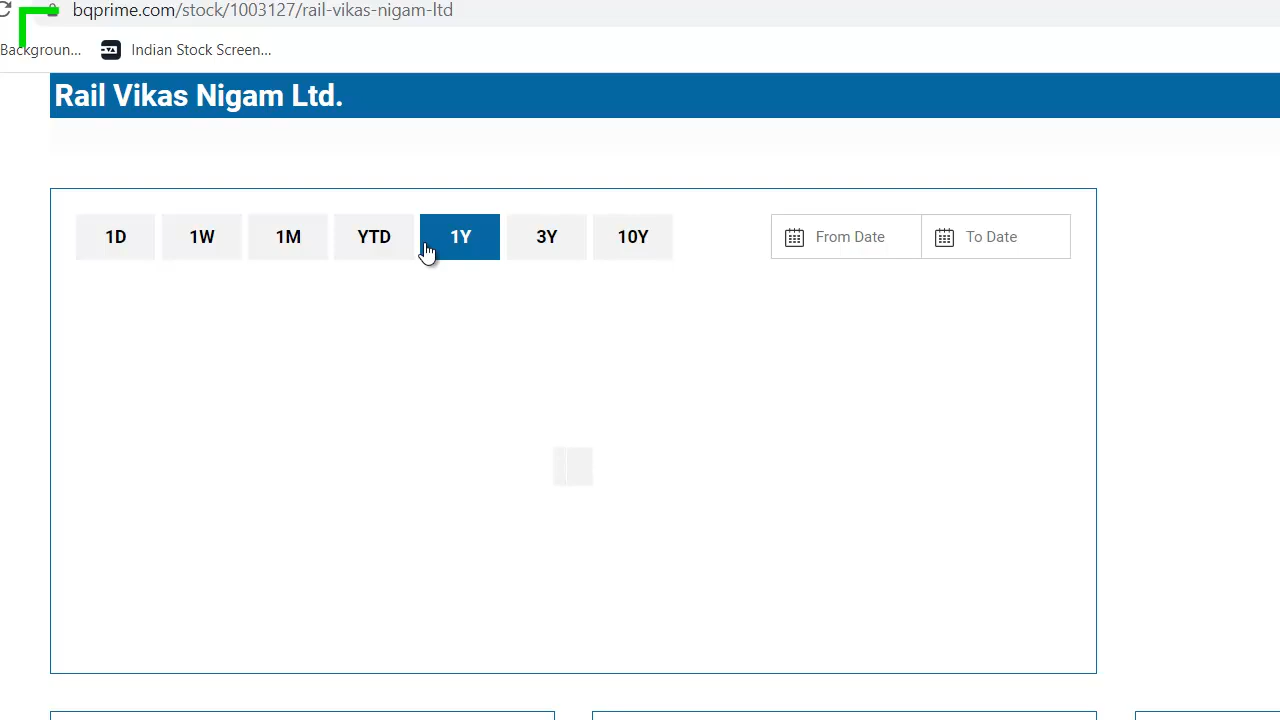 bqprime.com/stock/1003127/rail-vikas-nigam-ltd
Backgroun... Indian Stock Screen...
Rail Vikas Nigam Ltd.
1D 1W 1M YTD 1Y 3Y 10Y From Date To Date